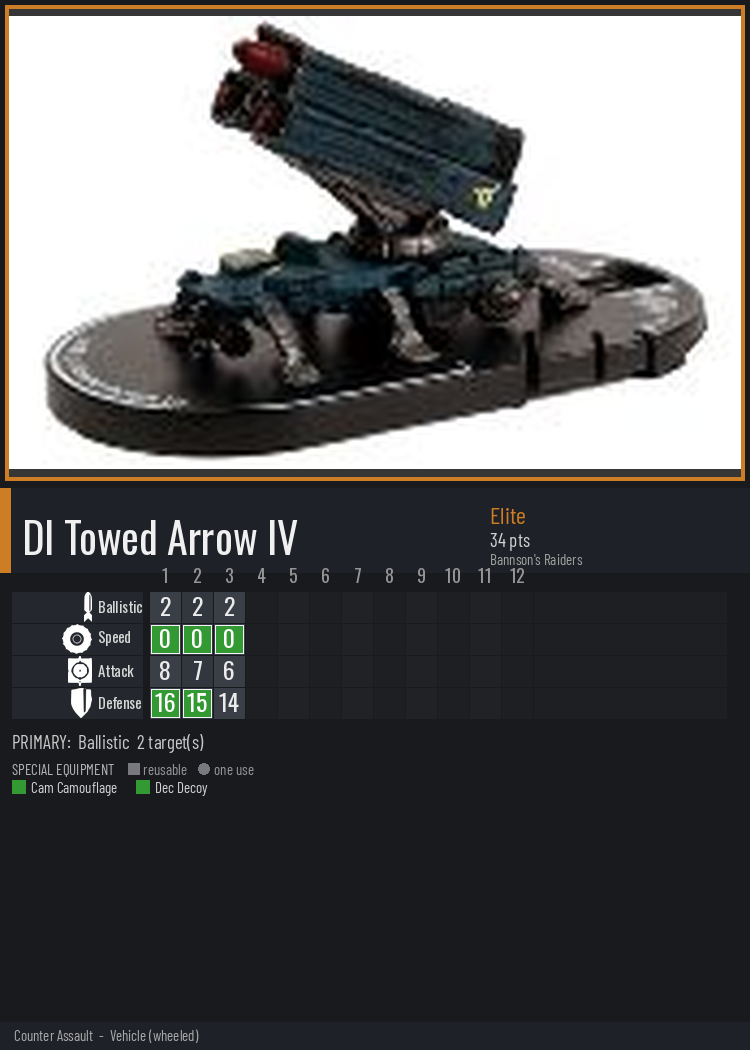 DI Towed Arrow IV
Elite
34 pts
Bannson's Raiders
1 2 3 4 5 6 7 8 9 10 11 12
Ballistic 2 2 2
Speed 0 0 0
Attack 8 7 6
Defense 16 15 14
PRIMARY: Ballistic 2 target(s)
SPECIAL EQUIPMENT reusable one use
Cam Camouflage Dec Decoy
Counter Assault - Vehicle (wheeled)